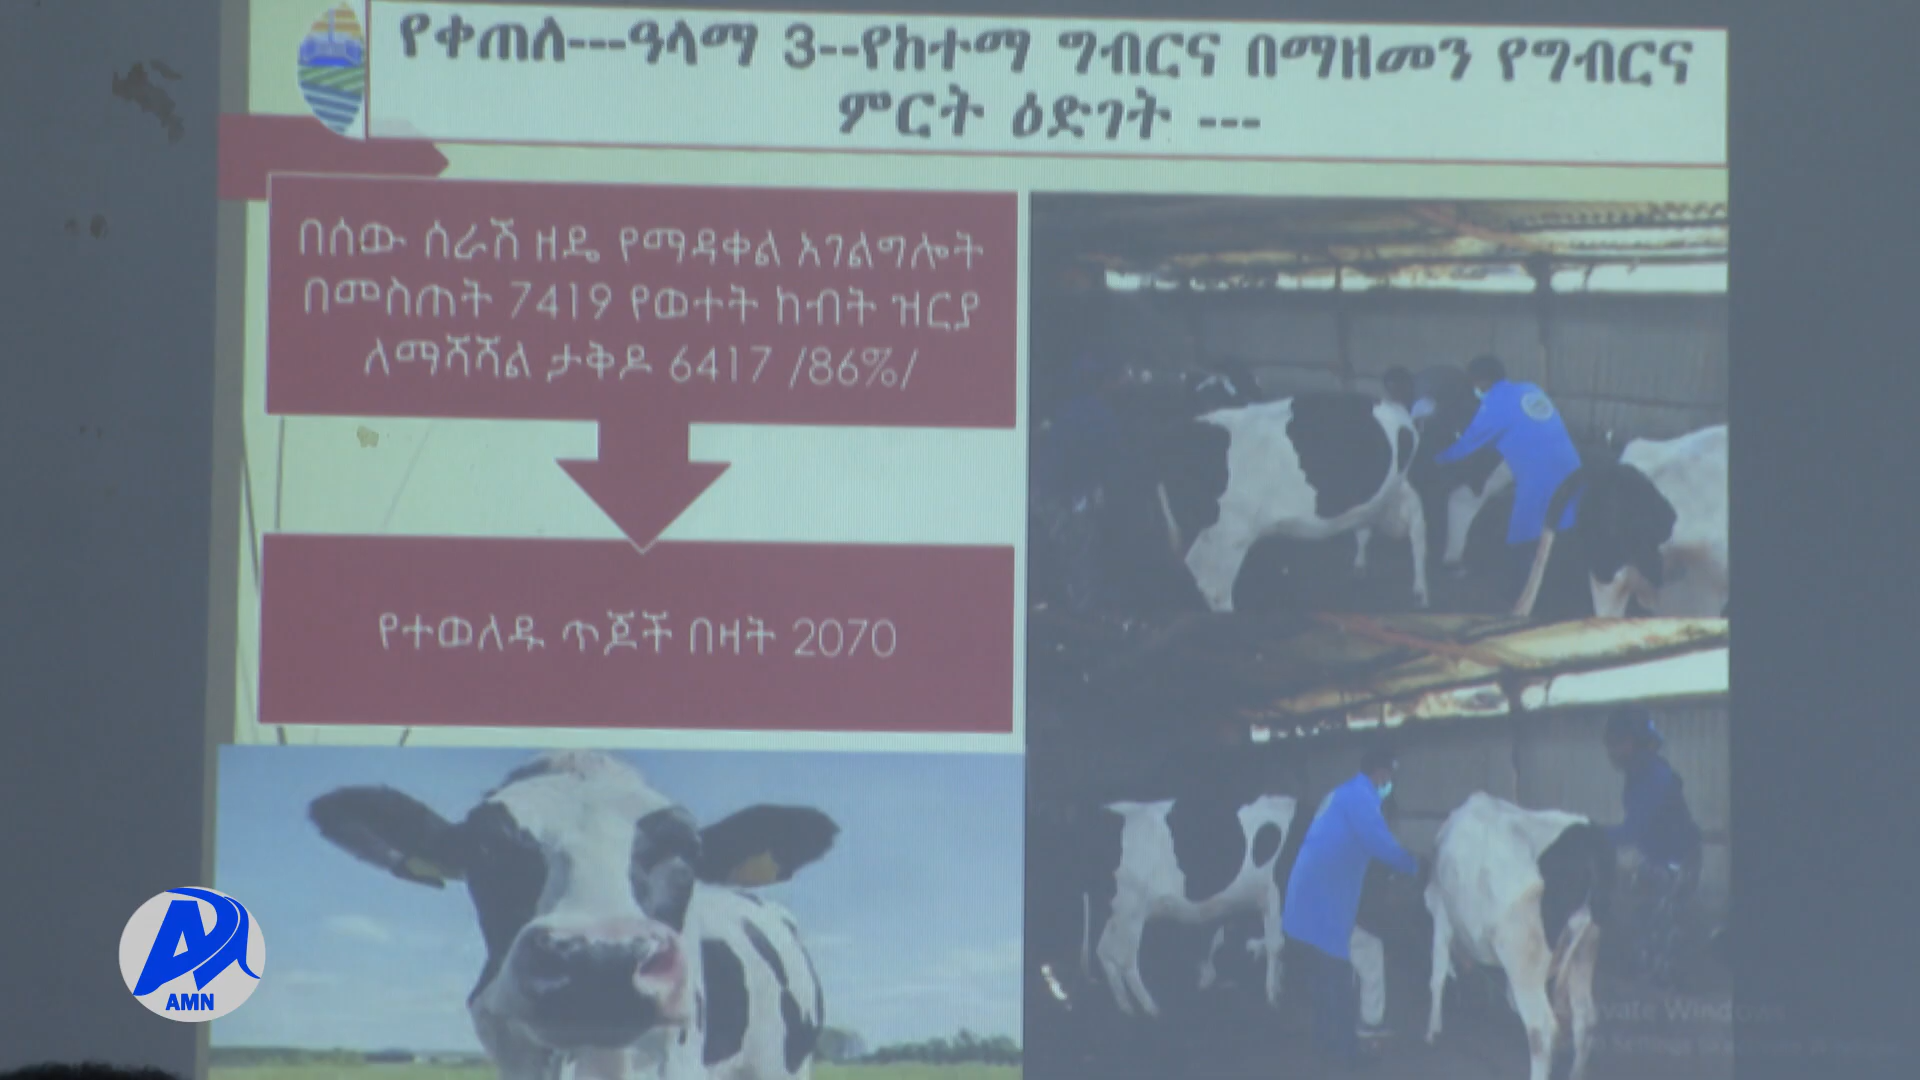 የቀጠለ---ዓላማ 3--የከተማ ግብርና በማዘመን የግብርና
ምርት ዕድገት ---
በሰው ሰራሽ ዘዴ የማዳቀል አገልግሎት
በመስጠት 7419 የወተት ከብት ዝርያ
ለማሻሻል ታቅዶ 6417 /86%/
የተወለዱ ጥጆች በዛት 2070
AMN